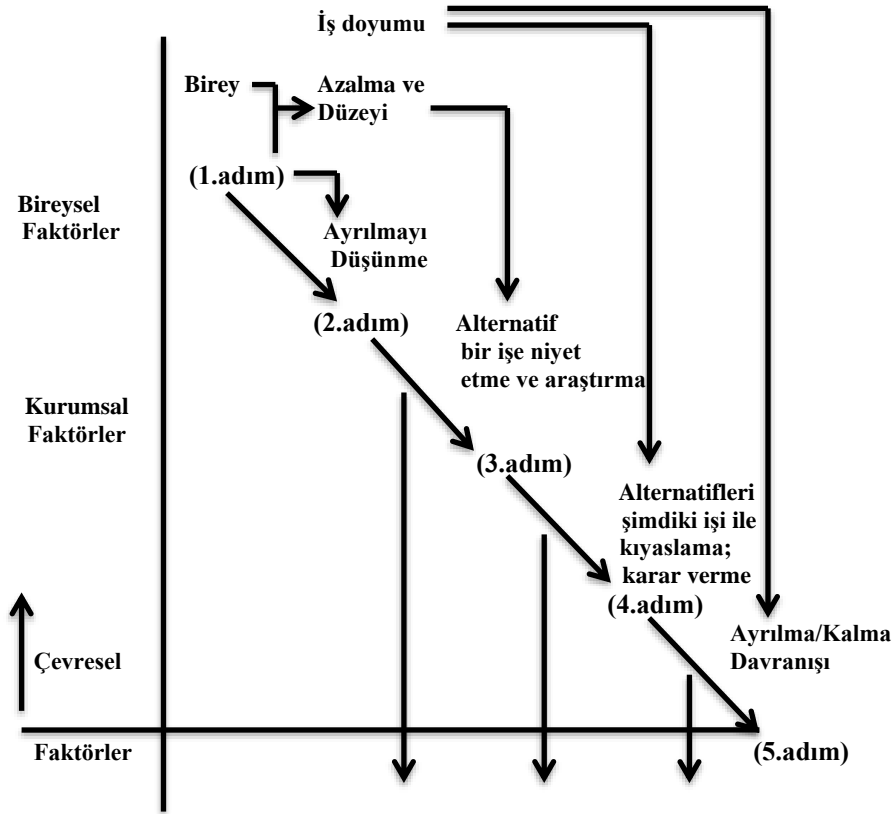 İş doyumu
Birey
Azalma ve
Düzeyi
(1.adım)
Bireysel
Faktörler
Ayrılmayı
Düşünme
(2.adım)
Alternatif
bir işe niyet
etme ve araştırma
Kurumsal
Faktörler
(3.adım)
Alternatifleri
şimdiki işi ile
kıyaslama;
karar verme
(4.adım)
Ayrılma/Kalma
Davranışı
Çevresel
Faktörler
(5.adım)